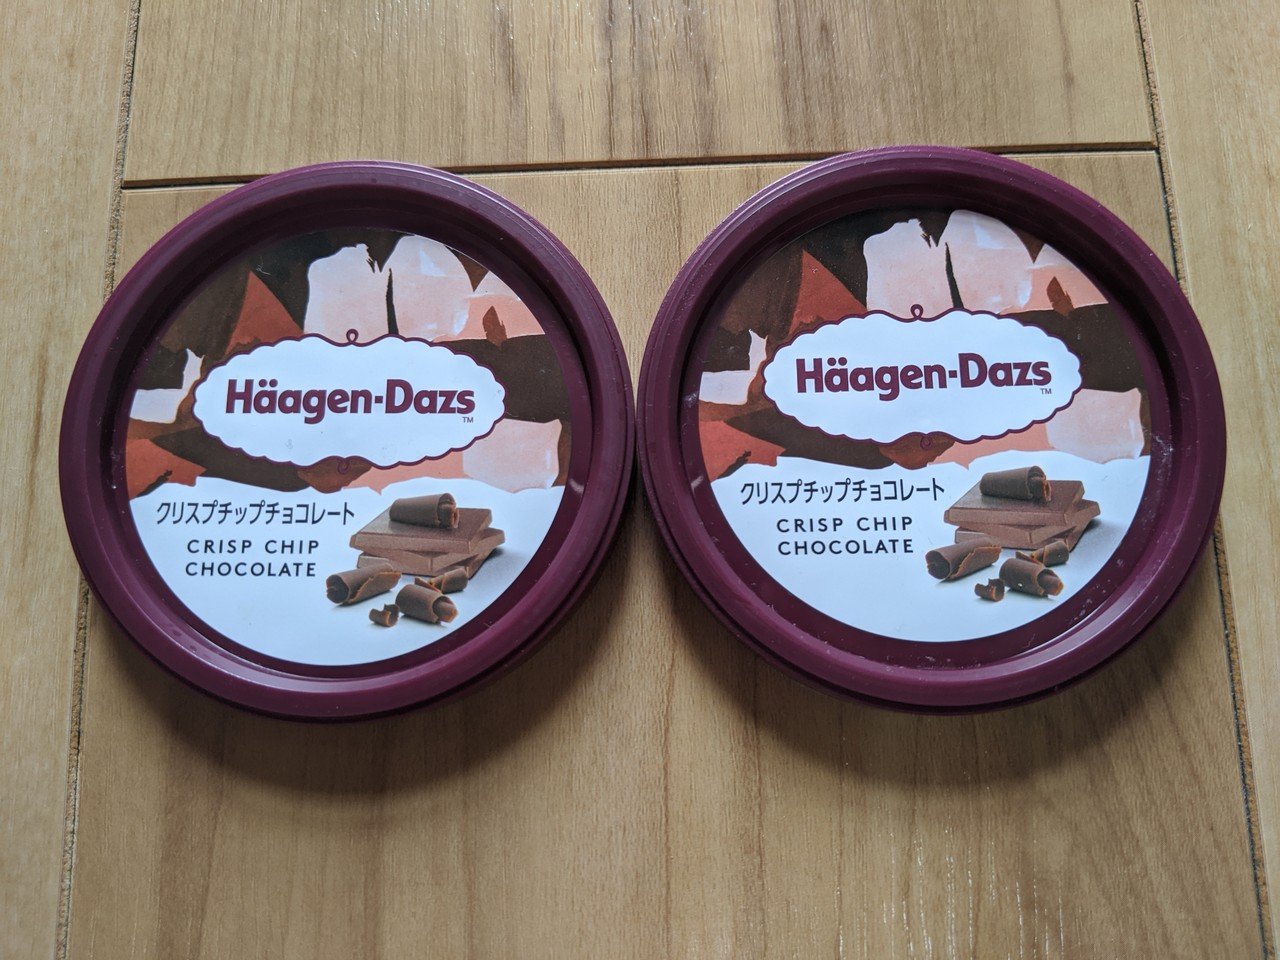 Häagen-Dazs
TM
クリスプチップチョコレート
CRISP CHIP
CHOCOLATE
Häagen-Dazs
TM
クリスプチップチョコレート
CRISP CHIP
CHOCOLATE